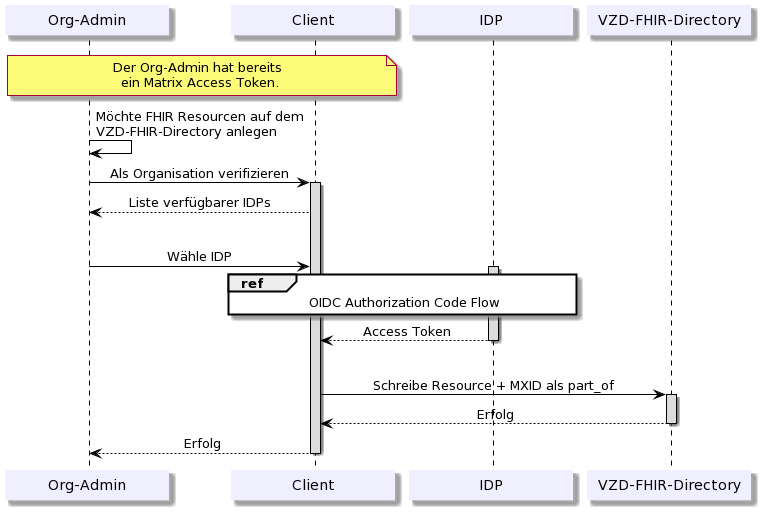 Org-Admin
Client
IDP
VZD-FHIR-Directory
Der Org-Admin hat bereits
ein Matrix Access Token.
Möchte FHIR Resourcen auf dem
VZD-FHIR-Directory anlegen
Als Organisation verifizieren
Liste verfügbarer IDPs
Wähle IDP
ref
OIDC Authorization Code Flow
Access Token
Schreibe Resource + MXID als part_of
Erfolg
Erfolg
Org-Admin
Client
IDP
VZD-FHIR-Directory